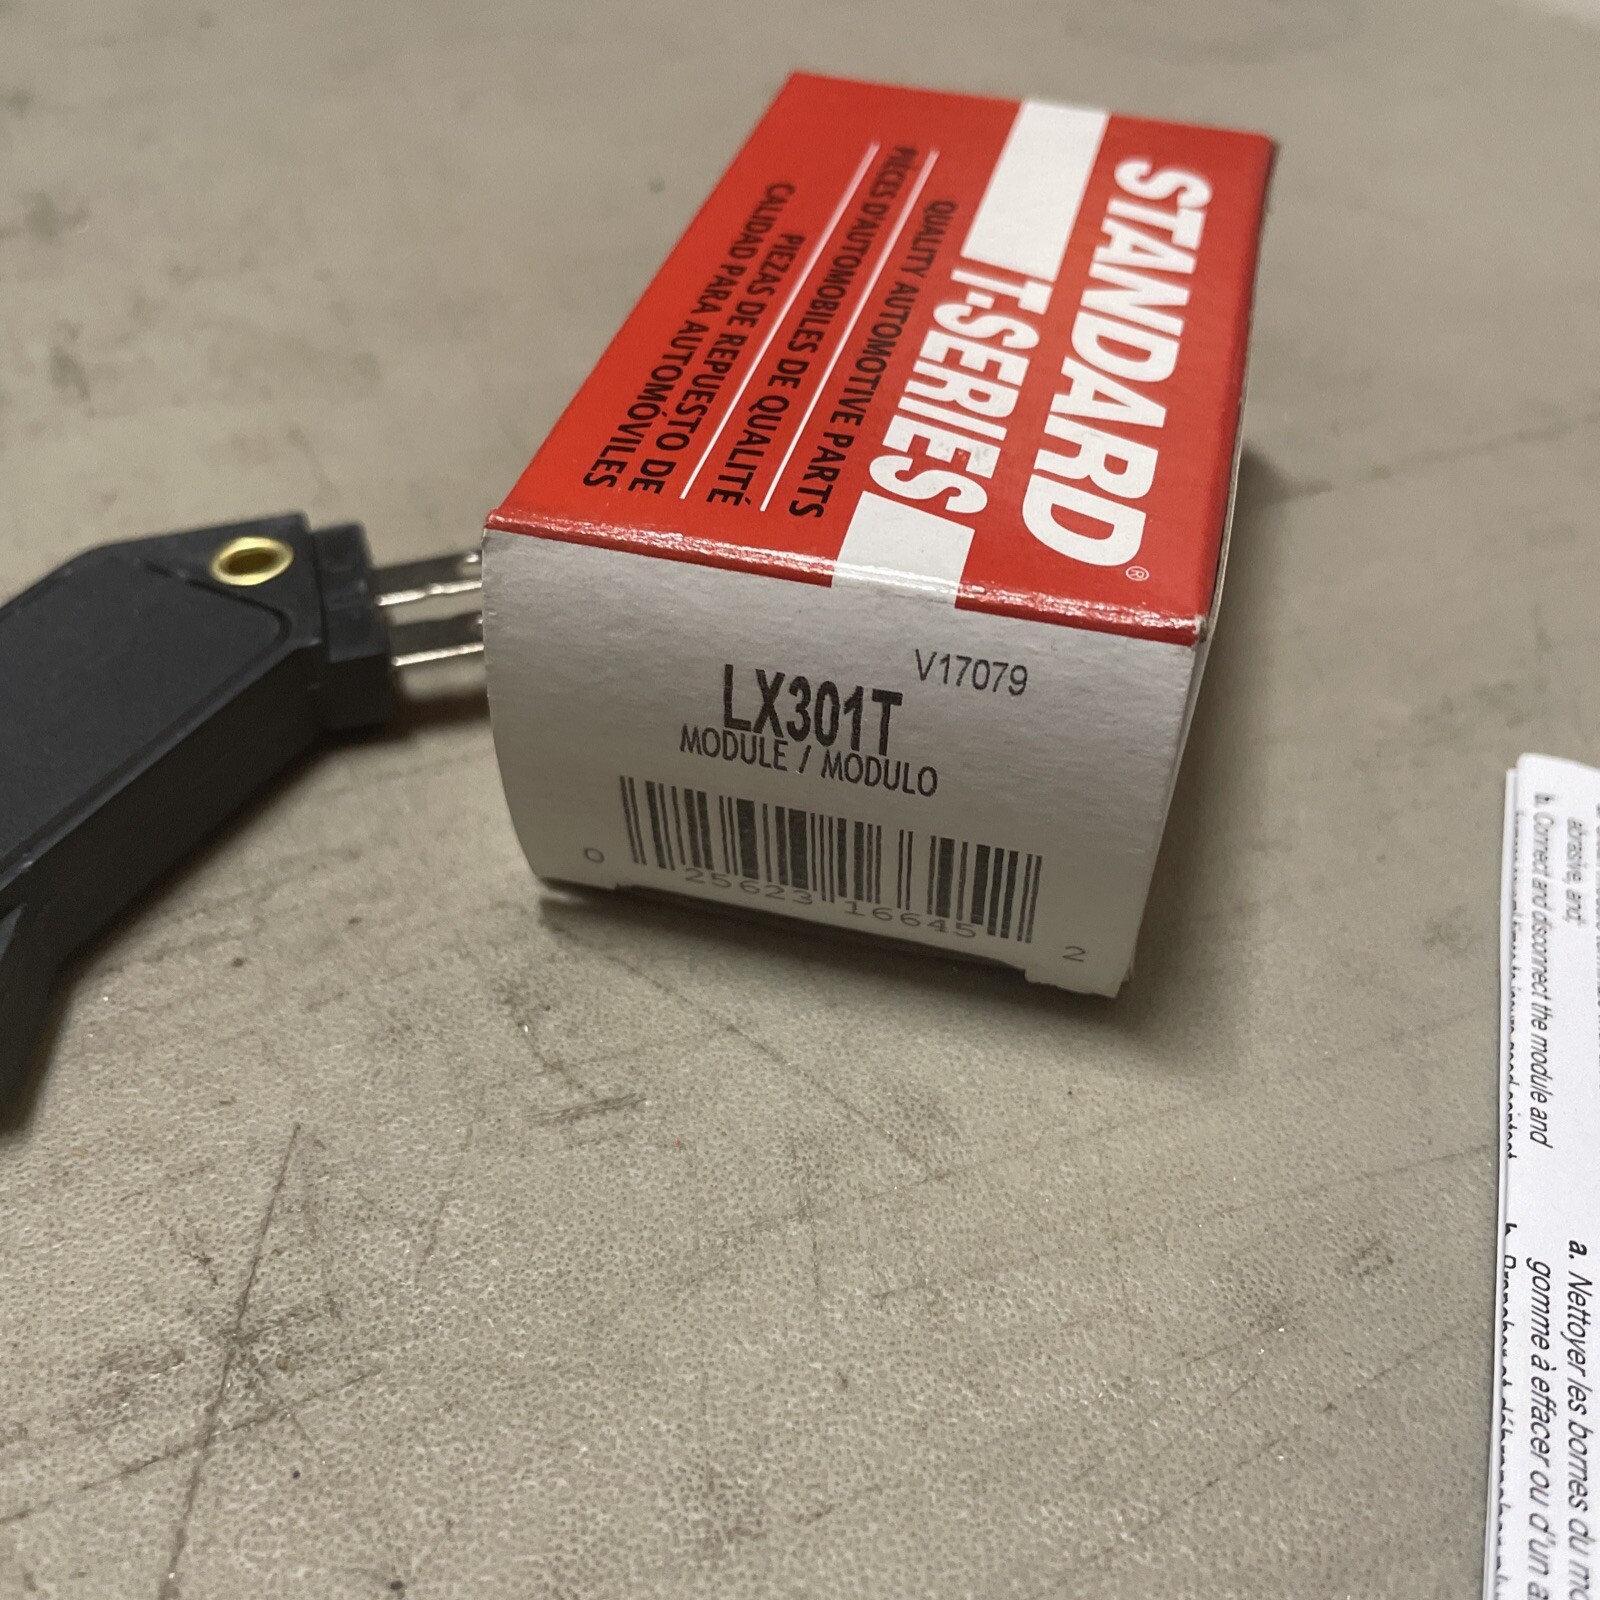 STANDARD®
T-SERIES
QUALITY AUTOMOTIVE PARTS
PIÈCES D'AUTOMOBILES DE QUALITÉ
PIEZAS DE REPUESTO DE
CALIDAD PARA AUTOMÓVILES
V17079
LX301T
MODULE / MODULO
0 25623 16645 2
abrasive, and;
b. Connect and disconnect the module and
a. Nettoyer les bornes du
gomme à effacer ou d'un